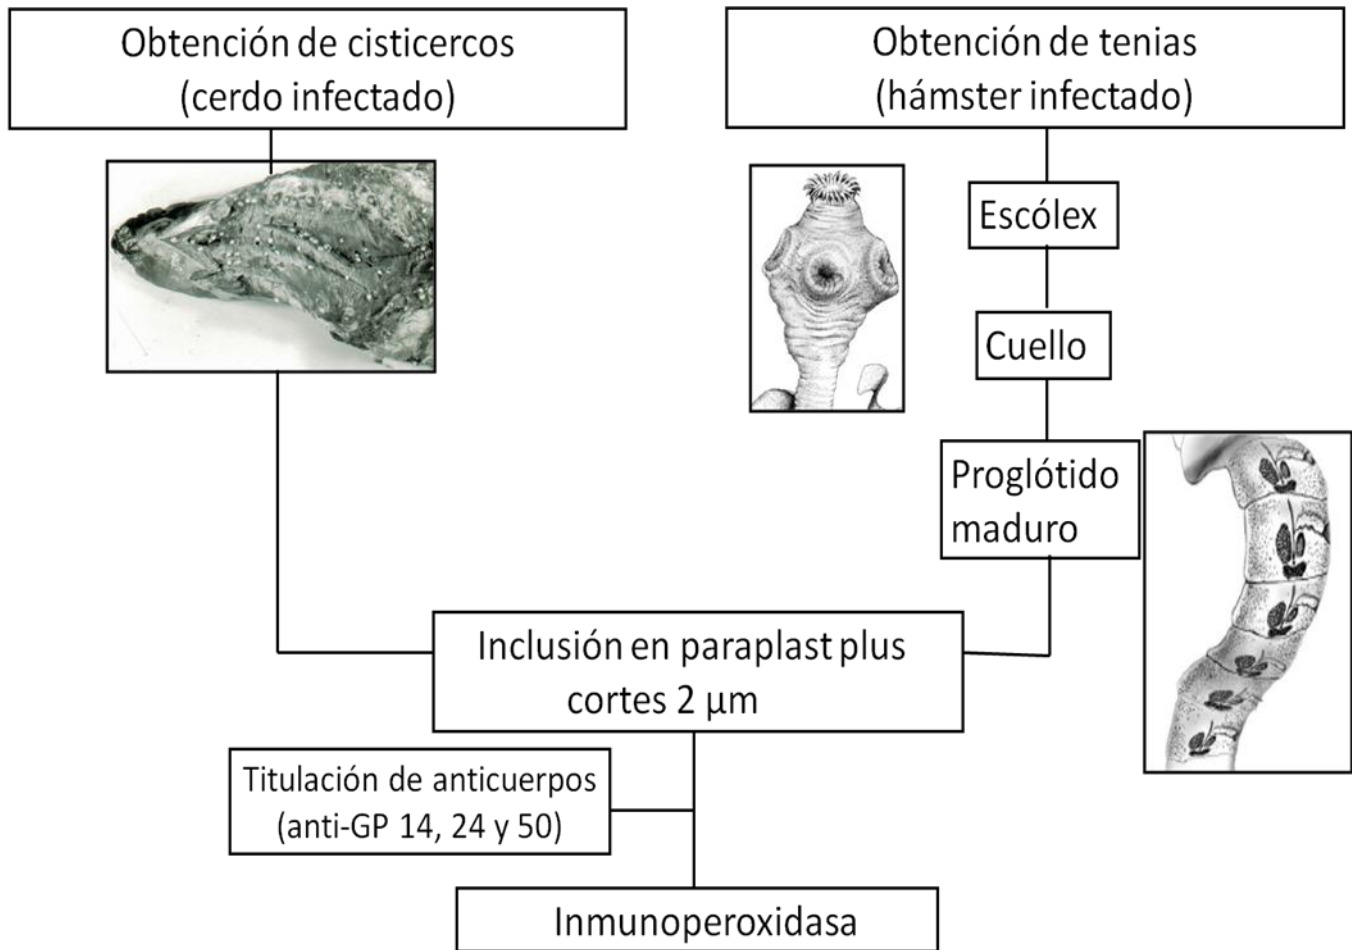 Obtención de cisticercos
(cerdo infectado)
Obtención de tenias
(hámster infectado)
Escólex
Cuello
Proglótido
maduro
Inclusión en paraplast plus
cortes 2 µm
Titulación de anticuerpos
(anti-GP 14, 24 y 50)
Inmunoperoxidasa